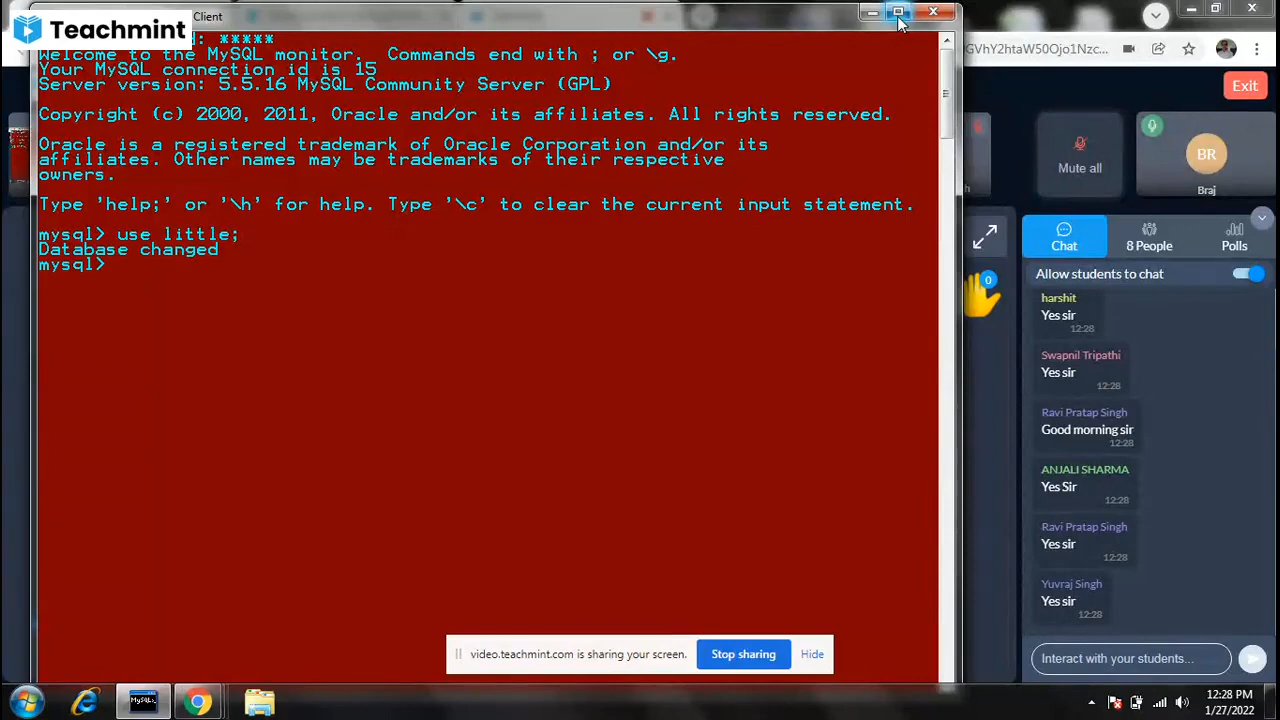 Teachmint
Client
: *****
Welcome to the MySQL monitor.  Commands end with ; or \g.
Your MySQL connection id is 15
Server version: 5.5.16 MySQL Community Server (GPL)
Copyright (c) 2000, 2011, Oracle and/or its affiliates. All rights reserved.
Oracle is a registered trademark of Oracle Corporation and/or its
affiliates. Other names may be trademarks of their respective
owners.
Type 'help;' or '\h' for help. Type '\c' to clear the current input statement.
mysql> use little;
Database changed
mysql>
GVhY2htaW50Ojo1Nzc...
Exit
Mute all
BR
Braj
h
Chat
8 People
Polls
0
Allow students to chat
harshit
Yes sir
12:28
Swapnil Tripathi
Yes sir
12:28
Ravi Pratap Singh
Good morning sir
12:28
ANJALI SHARMA
Yes Sir
12:28
Ravi Pratap Singh
Yes sir
12:28
Yuvraj Singh
Yes sir
12:28
Interact with your students...
video.teachmint.com is sharing your screen.
Stop sharing
Hide
12:28 PM
1/27/2022